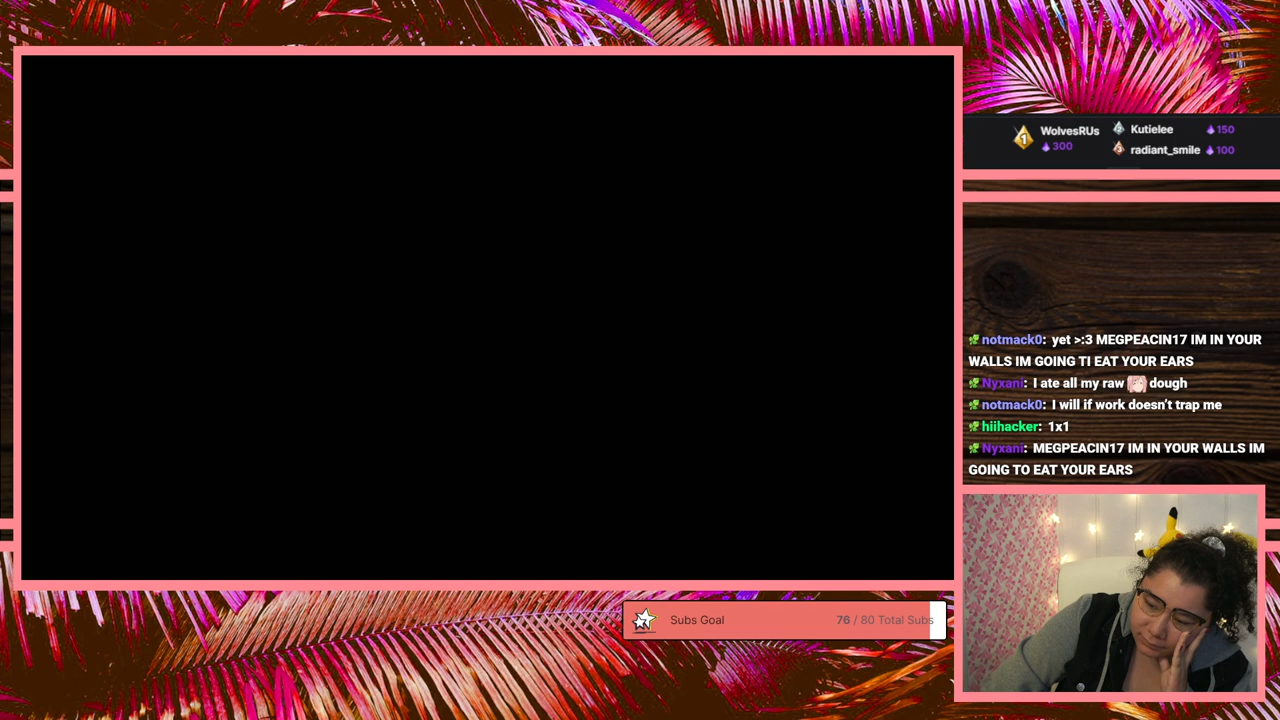 WolvesRUs
300
Kutielee 150
radiant_smile 100
notmack0: yet >:3 MEGPEACIN17 IM IN YOUR
WALLS IM GOING TI EAT YOUR EARS
Nyxani: I ate all my raw dough
notmack0: I will if work doesn't trap me
hiihacker: 1x1
Nyxani: MEGPEACIN17 IM IN YOUR WALLS IM
GOING TO EAT YOUR EARS
Subs Goal 76 / 80 Total Subs